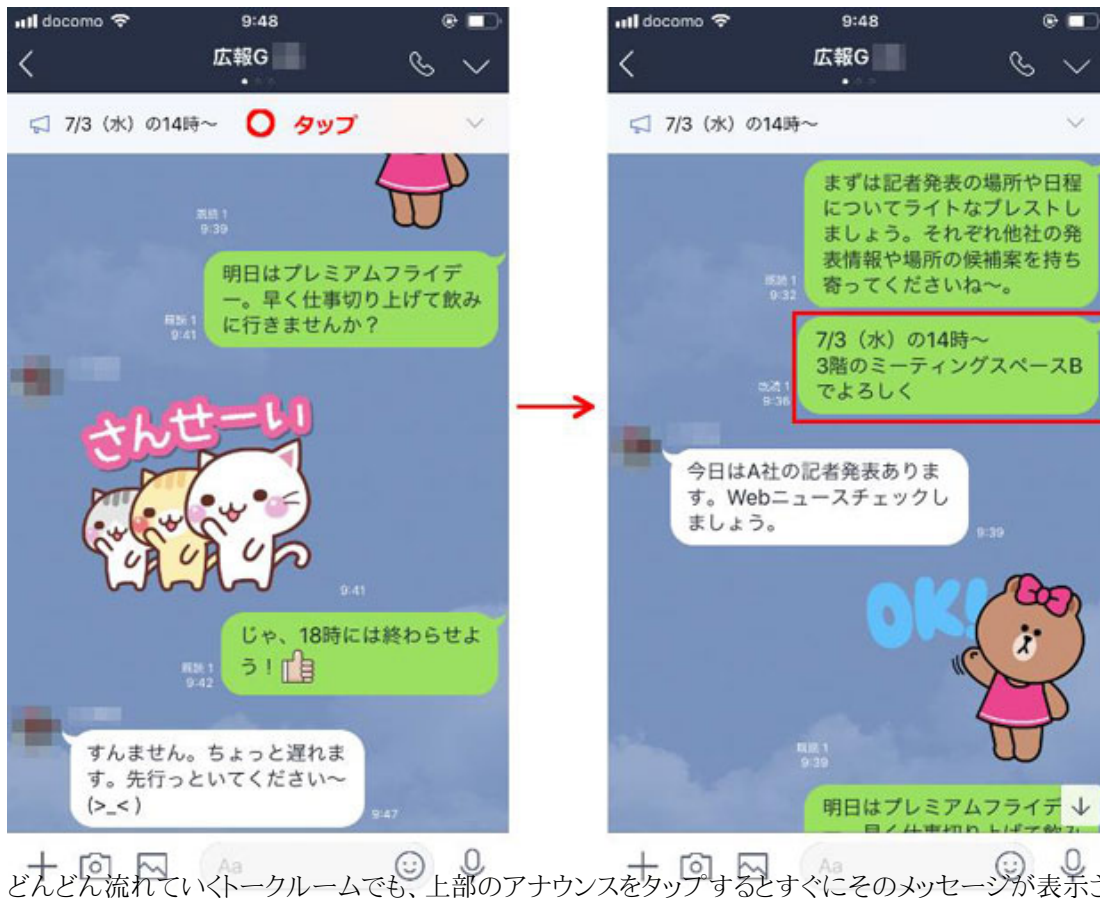 docomo
9:48
広報G
7/3（水）の14時〜
タップ
既読 1
9:39
明日はプレミアムフライデ
ー。早く仕事切り上げて飲み
に行きませんか？
既読 1
9:41
さんせーい
9:41
じゃ、18時には終わらせよ
う！
既読 1
9:42
すんません。ちょっと遅れま
す。先行っといてください〜
(>_<)
9:47
Aa
docomo
9:48
広報G
7/3（水）の14時〜
まずは記者発表の場所や日程
についてライトなブレストし
ましょう。それぞれ他社の発
表情報や場所の候補案を持ち
寄ってくださいね〜。
既読 1
9:32
7/3（水）の14時〜
3階のミーティングスペースB
でよろしく
既読 1
9:36
今日はA社の記者発表ありま
す。Webニュースチェックし
ましょう。
9:39
OK!
既読 1
9:39
明日はプレミアムフライデ
ー。早く仕事切り上げて飲み
Aa
どんどん流れていくトークルームでも、上部のアナウンスをタップするとすぐにそのメッセージが表示さ